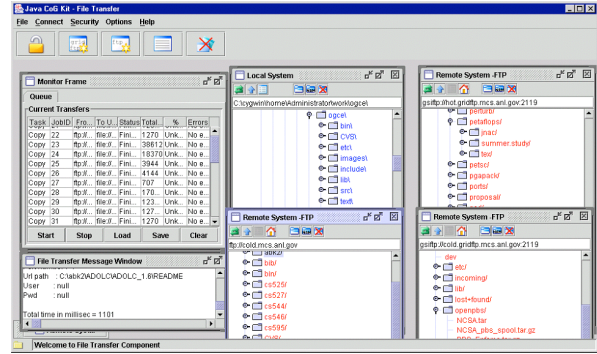 Java CoG Kit - File Transfer
File Connect Security Options Help
Monitor Frame
Queue
Current Transfers
Task JobID Fro... To U... Status Total... % Errors
Copy 22 ftp://... file://... Fini... 1270 Unk... No e...
Copy 23 ftp://... file://... Fini... 38612 Unk... No e...
Copy 24 ftp://... file://... Fini... 18370 Unk... No e...
Copy 25 ftp://... file://... Fini... 3944 Unk... No e...
Copy 26 ftp://... file://... Fini... 4144 Unk... No e...
Copy 27 ftp://... file://... Fini... 707 Unk... No e...
Copy 28 ftp://... file://... Fini... 170... Unk... No e...
Copy 29 ftp://... file://... Fini... 123... Unk... No e...
Copy 30 ftp://... file://... Fini... 127... Unk... No e...
Copy 31 ftp://... file://... Fini... 1270 Unk... No e...
Start Stop Load Save Clear
File Transfer Message Window
Url path : C:\abk2\ADOLC\ADOLC_1.6\README
User : null
Pwd : null
Total time in millisec = 1101
Local System
C:\cygwin\home\Administrator\work\ogce\
ogce\
bin\
CVS\
etc\
images\
include\
lib\
src\
text\
Remote System -FTP
gsiftp://hot.gridftp.mcs.anl.gov:2119
perturb/
petaflops/
jnac/
summer.study/
tex/
petsc/
pgapack/
ports/
proposal/
Remote System -FTP
ftp://cold.mcs.anl.gov
abk2/
bib/
bin/
cs525/
cs527/
cs544/
cs546/
cs595/
CVS/
Remote System -FTP
gsiftp://cold.gridftp.mcs.anl.gov:2119
dev
etc/
incoming/
lib/
lost+found/
openpbs/
NCSA.tar
NCSA_pbs_spool.tar.gz
Welcome to File Transfer Component